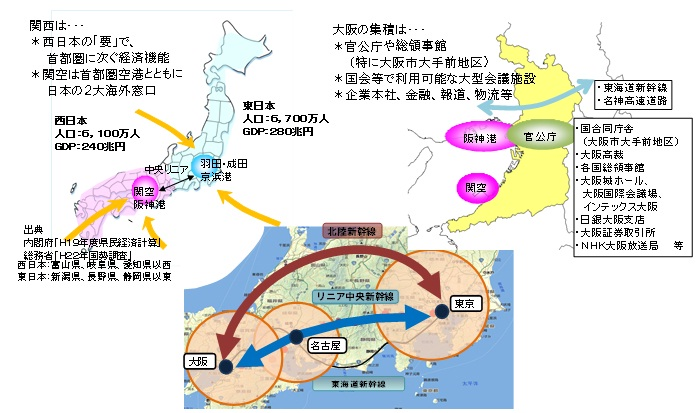 関西は・・・
＊西日本の「要」で、
首都圏に次ぐ経済機能
＊関空は首都圏空港とともに
日本の２大海外窓口
東日本
人口：６，７００万人
GDP：２８０兆円
西日本
人口：６，１００万人
GDP：２４０兆円
中央リニア
羽田・成田
京浜港
関空
阪神港
出典
内閣府「H19年度県民経済計算」
総務省「H22年国勢調査」
西日本：富山県、岐阜県、愛知県以西
東日本：新潟県、長野県、静岡県以東
大阪の集積は・・・
＊官公庁や総領事館
（特に大阪市大手前地区）
＊国会等で利用可能な大型会議施設
＊企業本社、金融、報道、物流等
・東海道新幹線
・名神高速道路
阪神港
官公庁
関空
・国合同庁舎
（大阪市大手前地区）
・大阪高裁
・各国総領事館
・大阪城ホール、
大阪国際会議場、
インテックス大阪
・日銀大阪支店
・大阪証券取引所
・ＮＨＫ大阪放送局　等
北陸新幹線
リニア中央新幹線
東京
名古屋
大阪
東海道新幹線